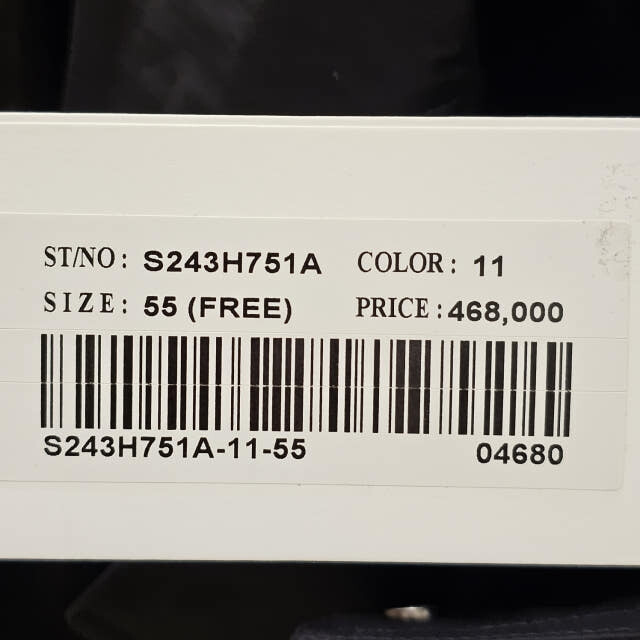 ST/NO: S243H751A COLOR: 11
SIZE: 55 (FREE) PRICE: 468,000
S243H751A-11-55 04680